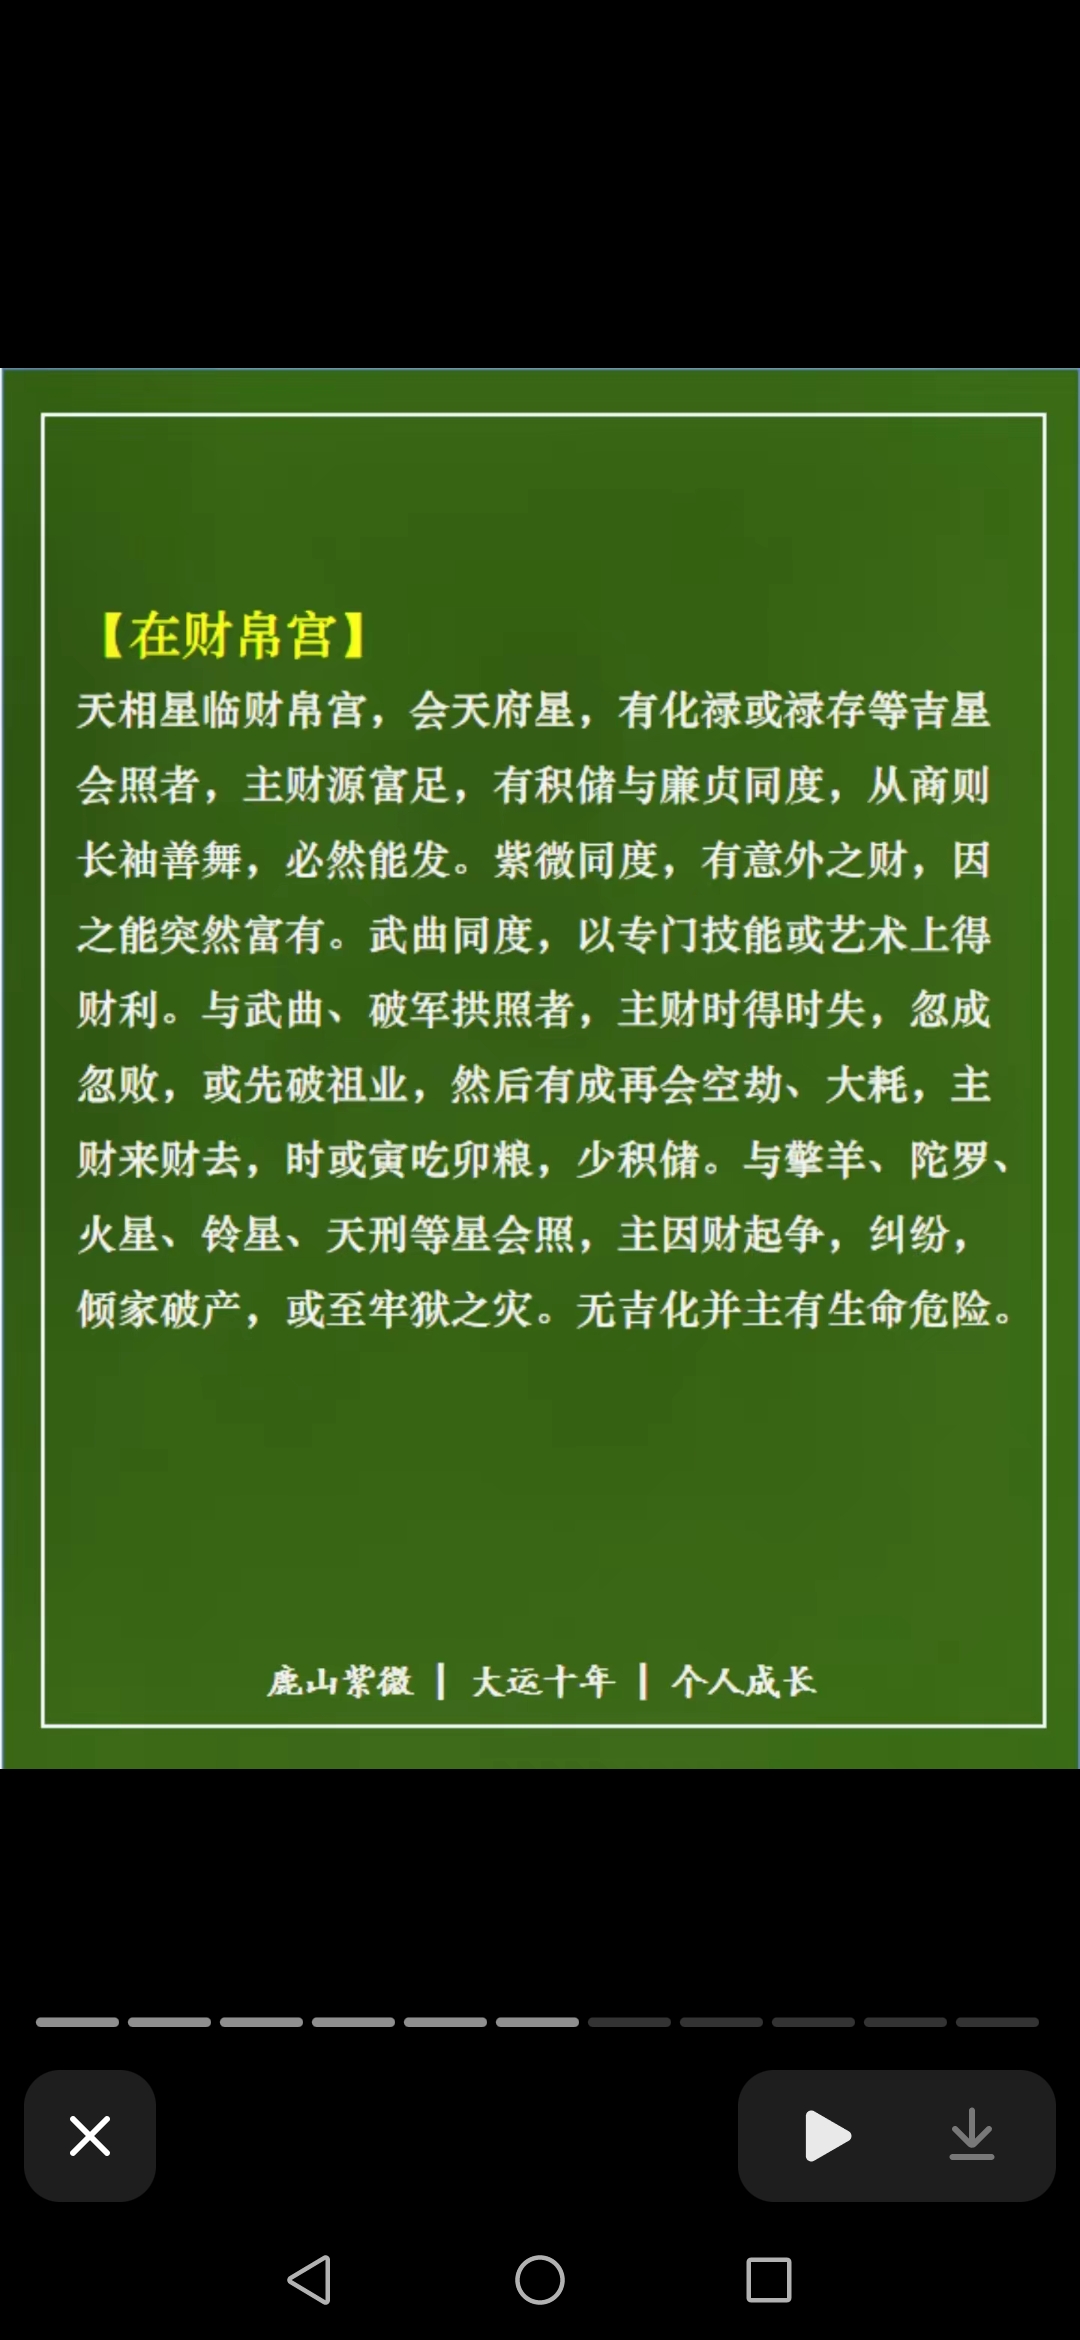 【在财帛宫】
天相星临财帛宫，会天府星，有化禄或禄存等吉星
会照者，主财源富足，有积储与廉贞同度，从商则
长袖善舞，必然能发。紫微同度，有意外之财，因
之能突然富有。武曲同度，以专门技能或艺术上得
财利。与武曲、破军拱照者，主财时得时失，忽成
忽败，或先破祖业，然后有成再会空劫、大耗，主
财来财去，时或寅吃卯粮，少积储。与擎羊、陀罗、
火星、铃星、天刑等星会照，主因财起争，纠纷，
倾家破产，或至牢狱之灾。无吉化并主有生命危险。
鹿山紫微 | 大运十年 | 个人成长